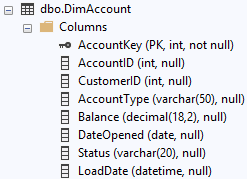 dbo.DimAccount
Columns
AccountKey (PK, int, not null)
AccountID (int, null)
CustomerID (int, null)
AccountType (varchar(50), null)
Balance (decimal(18,2), null)
DateOpened (date, null)
Status (varchar(20), null)
LoadDate (datetime, null)